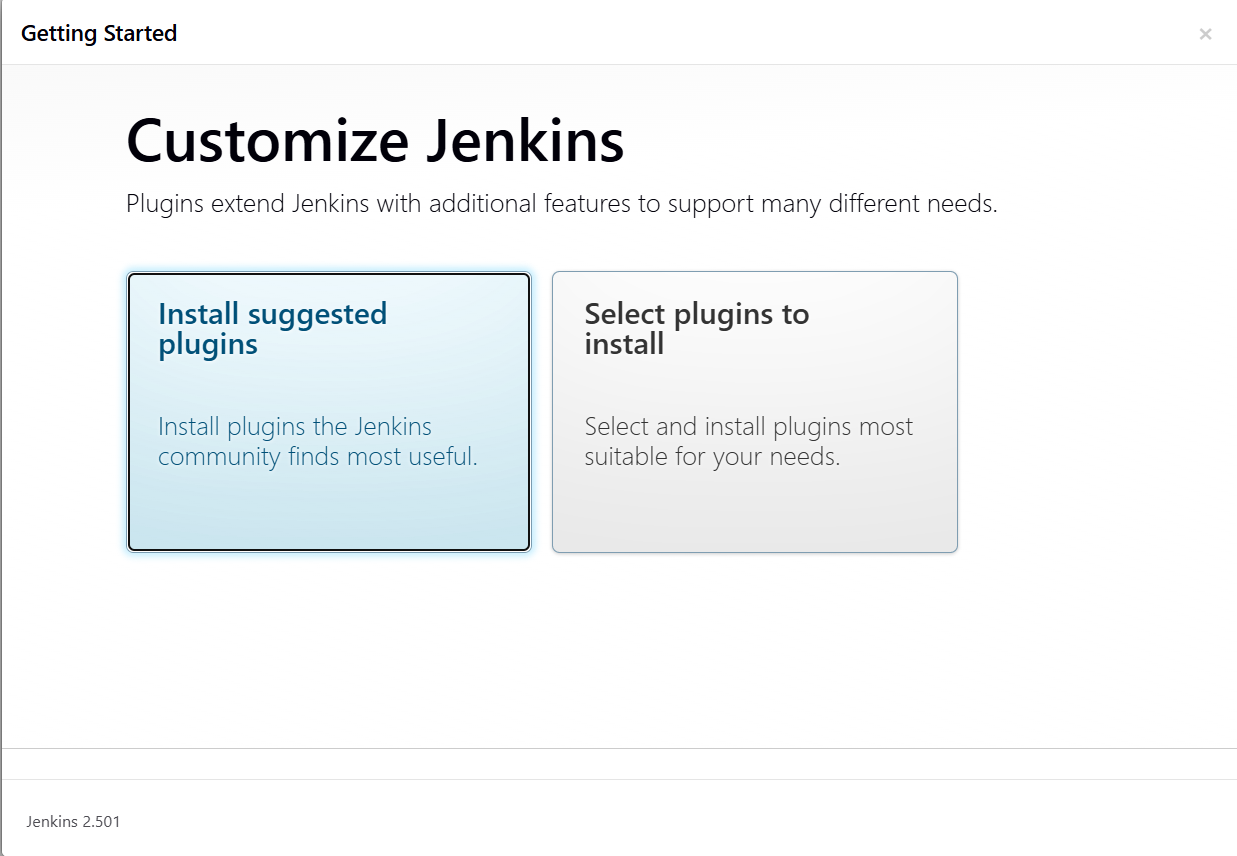 Getting Started
×
Customize Jenkins
Plugins extend Jenkins with additional features to support many different needs.
Install suggested
plugins
Install plugins the Jenkins
community finds most useful.
Select plugins to
install
Select and install plugins most
suitable for your needs.
Jenkins 2.501